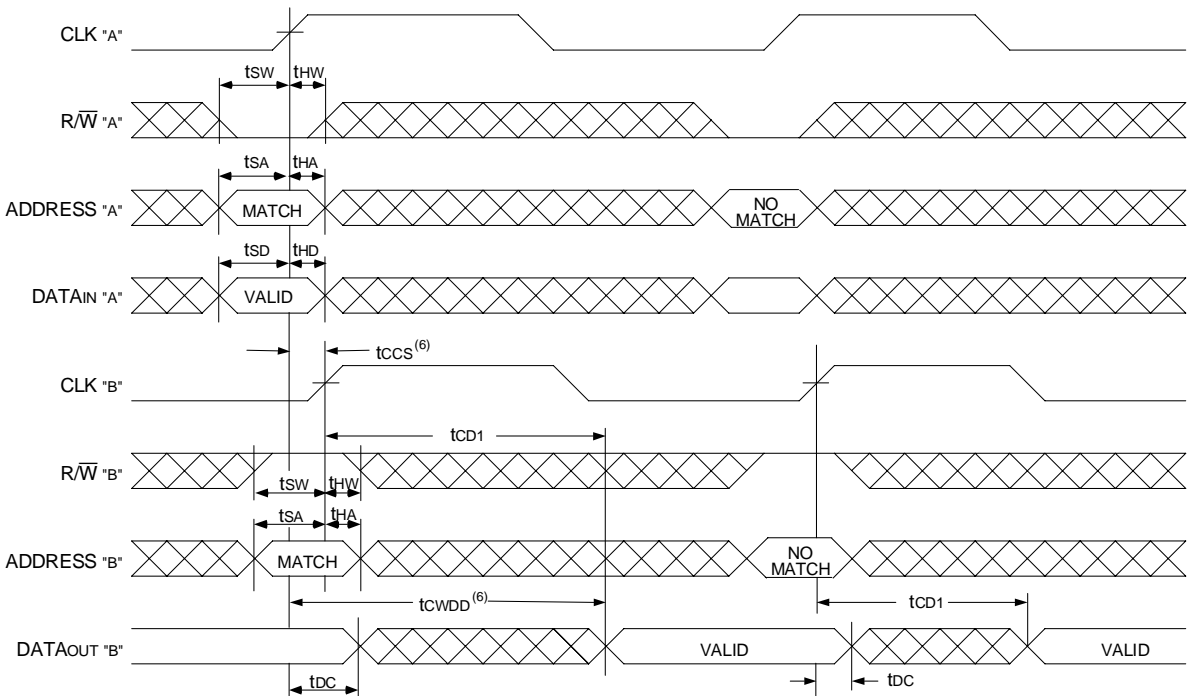 CLK "A"
tSW tHW
R/W̅ "A"
tSA tHA
ADDRESS "A" MATCH NO MATCH
tSD tHD
DATAIN "A" VALID
tCCS(6)
CLK "B"
tCD1
R/W̅ "B"
tSW tHW
tSA tHA
ADDRESS "B" MATCH NO MATCH
tCWDD(6) tCD1
DATAOUT "B" VALID VALID
tDC tDC